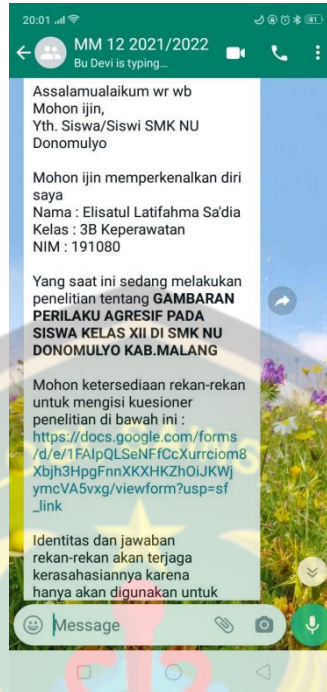 20:01
MM 12 2021/2022
Bu Devi is typing...
Assalamualaikum wr wb
Mohon ijin,
Yth. Siswa/Siswi SMK NU
Donomulyo
Mohon ijin memperkenalkan diri
saya
Nama : Elisatul Latifahma Sa'dia
Kelas : 3B Keperawatan
NIM : 191080
Yang saat ini sedang melakukan
penelitian tentang GAMBARAN
PERILAKU AGRESIF PADA
SISWA KELAS XII DI SMK NU
DONOMULYO KAB.MALANG
Mohon ketersediaan rekan-rekan
untuk mengisi kuesioner
penelitian di bawah ini :
https://docs.google.com/forms
/d/e/1FAIpQLSeNFfCcXurrciom8
Xbjh3HpgFnnXKXHKZhOiJKWj
ymcVA5vxg/viewform?usp=sf
_link
Identitas dan jawaban
rekan-rekan akan terjaga
kerasahasiannya karena
hanya akan digunakan untuk
Message